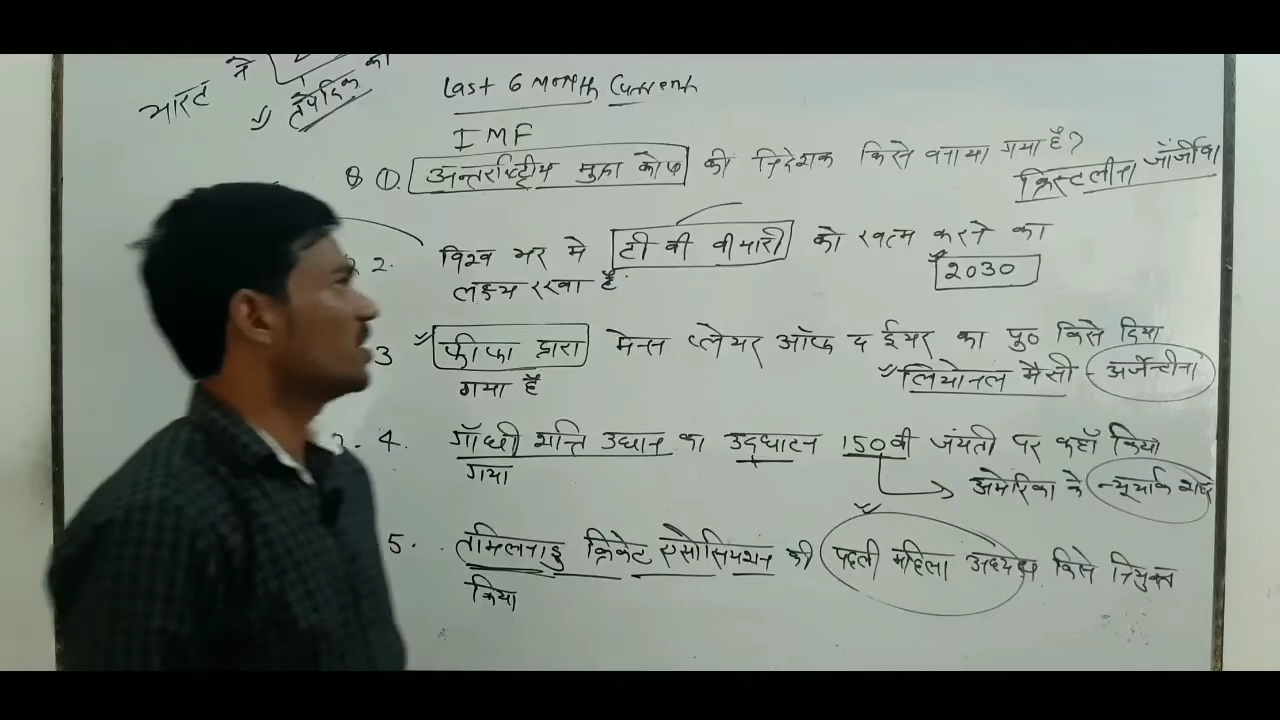 भारत ने
तपेदिक का
Last 6 Month Current
IMF
Q ①. अन्तर्राष्ट्रीय मुद्रा कोष की निदेशक किसे बनाया गया है?
क्रिस्टलीना जॉर्जीवा
2. विश्व भर मे टी वी बीमारी को खत्म करने का
लक्ष्य रखा है 2030
3 फीफा द्वारा मेन्स प्लेयर ऑफ द ईयर का पु० किसे दिया
गया है लियोनल मैसी - अर्जेन्टीना
4. गाँधी शान्ति उद्यान का उद्घाटन 150वी जंयती पर कहाँ किया
गया अमेरिका के न्यूयार्क शहर
5. तमिलनाडु क्रिकेट एसोसियशन की पहली महिला अध्यक्ष किसे नियुक्त
किया